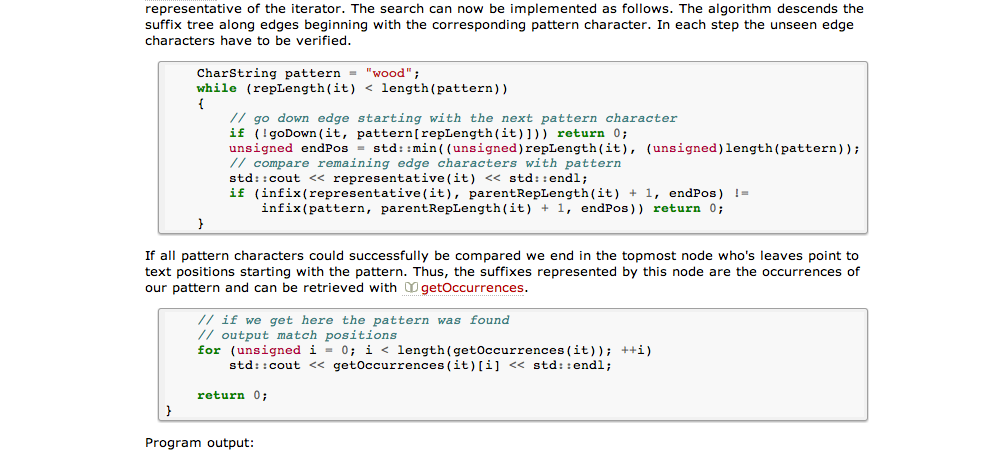 representative of the iterator. The search can now be implemented as follows. The algorithm descends the
suffix tree along edges beginning with the corresponding pattern character. In each step the unseen edge
characters have to be verified.
CharString pattern = "wood";
while (repLength(it) < length(pattern))
{
// go down edge starting with the next pattern character
if (!goDown(it, pattern[repLength(it)])) return 0;
unsigned endPos = std::min((unsigned)repLength(it), (unsigned)length(pattern));
// compare remaining edge characters with pattern
std::cout << representative(it) << std::endl;
if (infix(representative(it), parentRepLength(it) + 1, endPos) !=
infix(pattern, parentRepLength(it) + 1, endPos)) return 0;
}
If all pattern characters could successfully be compared we end in the topmost node who's leaves point to
text positions starting with the pattern. Thus, the suffixes represented by this node are the occurrences of
our pattern and can be retrieved with getOccurrences.
// if we get here the pattern was found
// output match positions
for (unsigned i = 0; i < length(getOccurrences(it)); ++i)
std::cout << getOccurrences(it)[i] << std::endl;
return 0;
}
Program output: